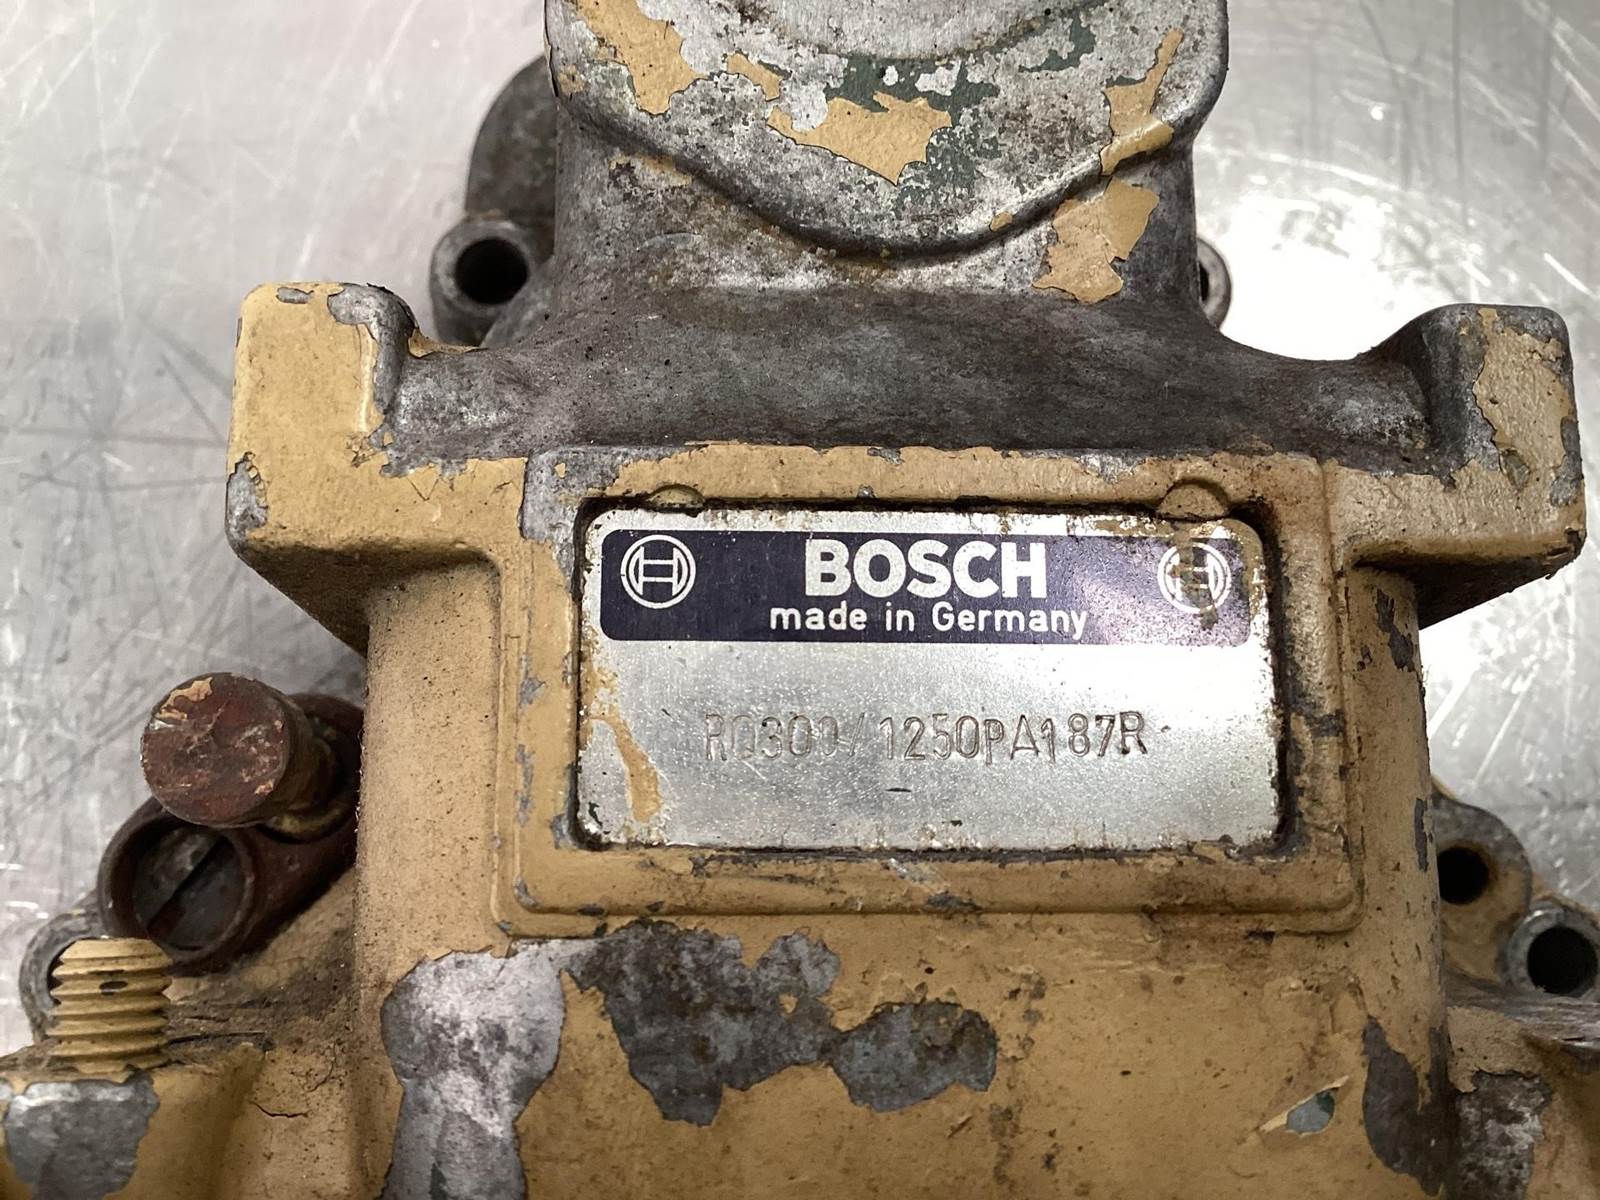 BOSCH
made in Germany
RQ300/1250PA187R